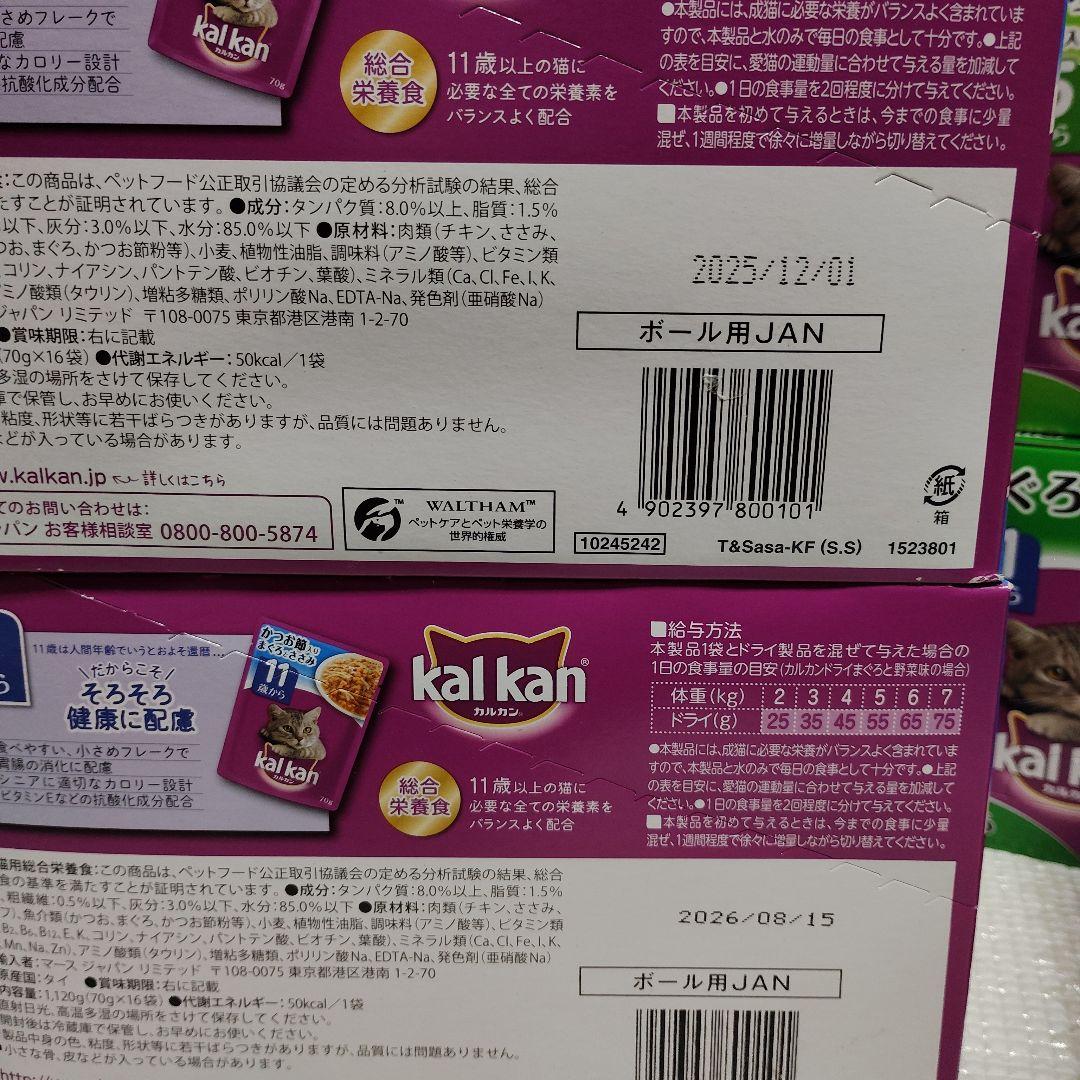 小さめフレークで
配慮
なカロリー設計
抗酸化成分配合
kal kan
カルカン
70g
総合
栄養食
11歳以上の猫に
必要な全ての栄養素を
バランスよく配合
●本製品には、成猫に必要な栄養がバランスよく含まれていま
すので、本製品と水のみで毎日の食事として十分です。●上記
の表を目安に、愛猫の運動量に合わせて与える量を加減して
ください。●1日の食事量を2回程度に分けて与えてください。
■本製品を初めて与えるときは、今までの食事に少量
混ぜ、1週間程度で徐々に増量しながら切り替えてください。
:この商品は、ペットフード公正取引協議会の定める分析試験の結果、総合
たすことが証明されています。●成分:タンパク質:8.0%以上、脂質:1.5%
以下、灰分:3.0%以下、水分:85.0%以下 ●原材料:肉類(チキン、ささみ、
つお、まぐろ、かつお節粉等)、小麦、植物性油脂、調味料(アミノ酸等)、ビタミン類
コリン、ナイアシン、パントテン酸、ビオチン、葉酸)、ミネラル類(Ca, Cl, Fe, I, K,
ミノ酸類(タウリン)、増粘多糖類、ポリリン酸Na、EDTA-Na、発色剤(亜硝酸Na)
ジャパン リミテッド 〒108-0075 東京都港区港南 1-2-70
●賞味期限:右に記載
(70g×16袋) ●代謝エネルギー:50kcal/1袋
多湿の場所をさけて保存してください。
庫で保管し、お早めにお使いください。
粘度、形状等に若干ばらつきがありますが、品質には問題ありません。
などが入っている場合があります。
w.kalkan.jp 詳しくはこちら
てのお問い合わせは:
パン お客様相談室 0800-800-5874
WALTHAM™
ペットケアとペット栄養学の
世界的権威
2025/12/01
ボール用JAN
4 902397 800101
紙
箱
10245242 T&Sasa-KF (S.S) 1523801
11歳は人間年齢でいうとおよそ還暦...
だからこそ
そろそろ
健康に配慮
食べやすい、小さめフレークで
胃腸の消化に配慮
シニアに適切なカロリー設計
ビタミンEなどの抗酸化成分配合
かつお節入り
まぐろとささみ
11
歳から
kal kan
カルカン
70g
kal kan®
カルカン®
総合
栄養食
11歳以上の猫に
必要な全ての栄養素を
バランスよく配合
■給与方法
本製品1袋とドライ製品を混ぜて与えた場合の
1日の食事量の目安(カルカンドライまぐろと野菜味の場合)
体重(kg) 2 3 4 5 6 7
ドライ(g) 25 35 45 55 65 75
●本製品には、成猫に必要な栄養がバランスよく含まれていま
すので、本製品と水のみで毎日の食事として十分です。●上記
の表を目安に、愛猫の運動量に合わせて与える量を加減して
ください。●1日の食事量を2回程度に分けて与えてください。
■本製品を初めて与えるときは、今までの食事に少量
混ぜ、1週間程度で徐々に増量しながら切り替えてください。
猫用総合栄養食:この商品は、ペットフード公正取引協議会の定める分析試験の結果、総合
食の基準を満たすことが証明されています。●成分:タンパク質:8.0%以上、脂質:1.5%
、粗繊維:0.5%以下、灰分:3.0%以下、水分:85.0%以下 ●原材料:肉類(チキン、ささみ、
フ)、魚介類(かつお、まぐろ、かつお節粉等)、小麦、植物性油脂、調味料(アミノ酸等)、ビタミン類
B2, B6, B12, E, K, コリン、ナイアシン、パントテン酸、ビオチン、葉酸)、ミネラル類(Ca, Cl, Fe, I, K,
Mn, Na, Zn)、アミノ酸類(タウリン)、増粘多糖類、ポリリン酸Na、EDTA-Na、発色剤(亜硝酸Na)
輸入者:マース ジャパン リミテッド 〒108-0075 東京都港区港南 1-2-70
原産国:タイ ●賞味期限:右に記載
内容量:1,120g(70g×16袋) ●代謝エネルギー:50kcal/1袋
直射日光、高温多湿の場所をさけて保存してください。
開封後は冷蔵庫で保管し、お早めにお使いください。
製品中身の色、粘度、形状等に若干ばらつきがありますが、品質には問題ありません。
●小さな骨、皮などが入っている場合があります。
2026/08/15
ボール用JAN
ぐろ
kal
カルカン